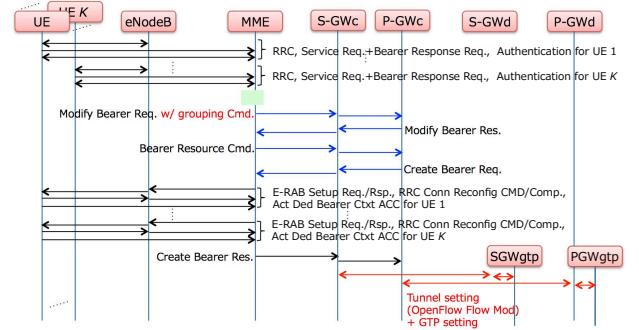 UE K
UE
eNodeB
MME
S-GWc
P-GWc
S-GWd
P-GWd
RRC, Service Req.+Bearer Response Req., Authentication for UE 1
RRC, Service Req.+Bearer Response Req., Authentication for UE K
Modify Bearer Req. w/ grouping Cmd.
Modify Bearer Res.
Bearer Resource Cmd.
Create Bearer Req.
E-RAB Setup Req./Rsp., RRC Conn Reconfig CMD/Comp.,
Act Ded Bearer Ctxt ACC for UE 1
E-RAB Setup Req./Rsp., RRC Conn Reconfig CMD/Comp.,
Act Ded Bearer Ctxt ACC for UE K
Create Bearer Res.
SGWgtp
PGWgtp
Tunnel setting
(OpenFlow Flow Mod)
+ GTP setting